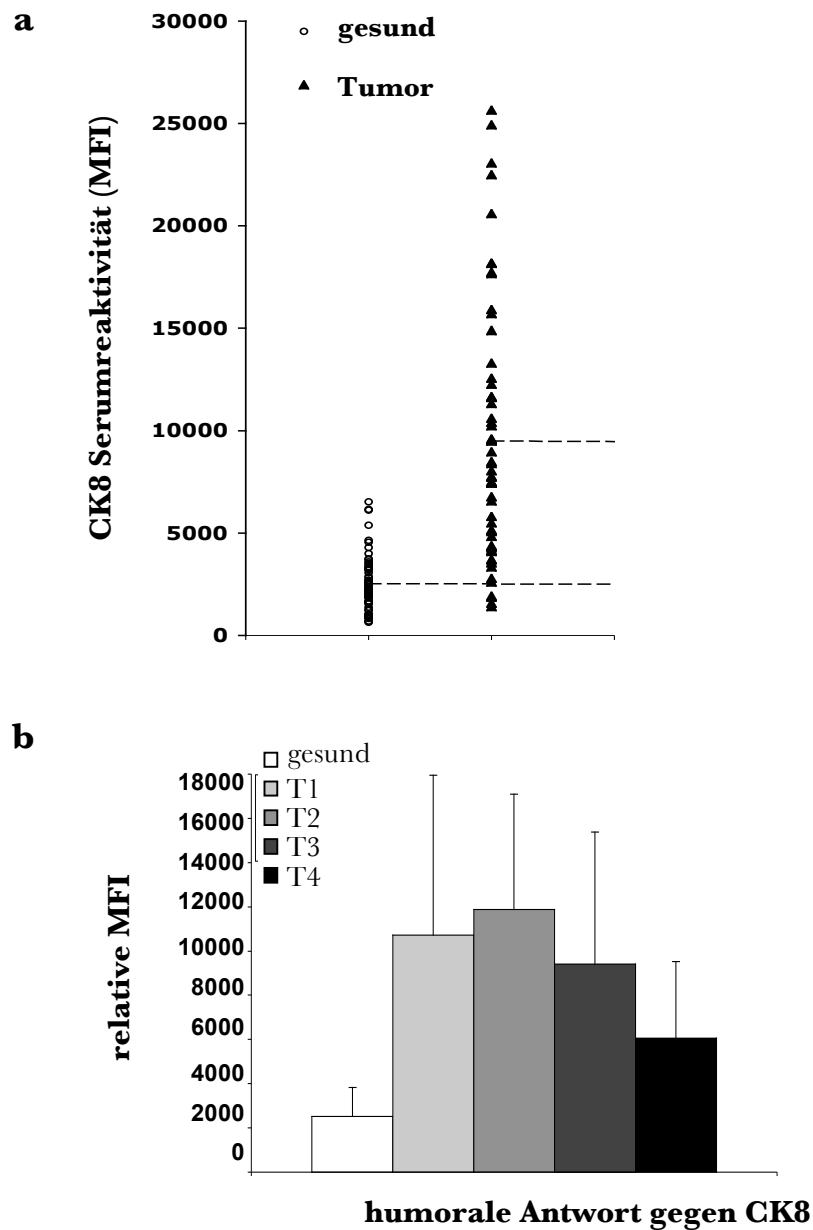 a
CK8 Serumreaktivität (MFI)
30000
25000
20000
15000
10000
5000
0
gesund
Tumor
b
relative MFI
18000
16000
14000
12000
10000
8000
6000
4000
2000
0
gesund
T1
T2
T3
T4
humorale Antwort gegen CK8